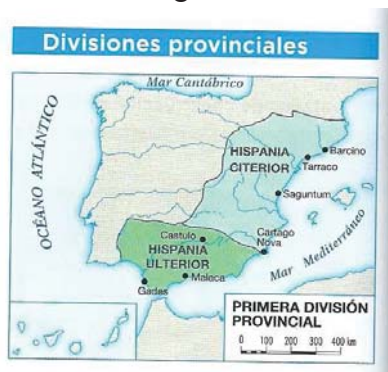 Divisiones provinciales
Mar Cantábrico
OCÉANO ATLÁNTICO
HISPANIA
CITERIOR
Barcino
Tarraco
Saguntum
Castulo
Cartago
Nova
HISPANIA
ULTERIOR
Malaca
Gades
Mar Mediterráneo
PRIMERA DIVISIÓN
PROVINCIAL
0 100 200 300 400 km